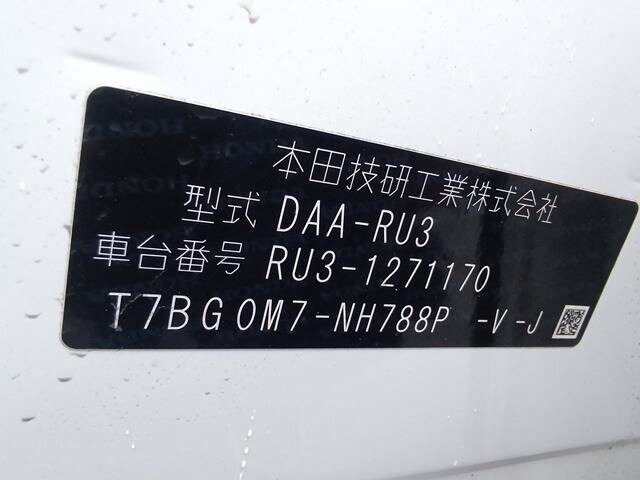 本田技研工業株式会社
型式 DAA-RU3
車台番号 RU3-1271170
T7BG0M7-NH788P -V-J